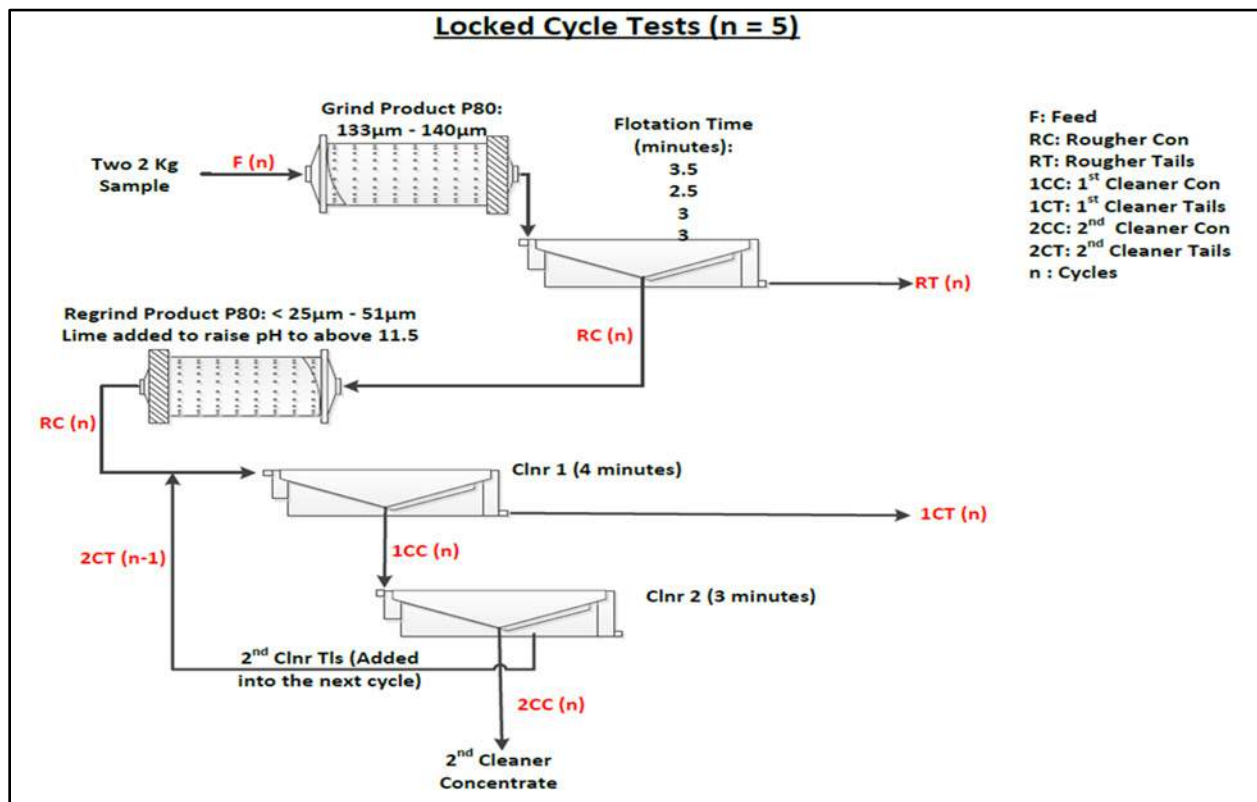 Locked Cycle Tests (n = 5)
Grind Product P80:
133µm - 140µm
Flotation Time
(minutes):
3.5
2.5
3
3
F: Feed
RC: Rougher Con
RT: Rougher Tails
1CC: 1st Cleaner Con
1CT: 1st Cleaner Tails
2CC: 2nd Cleaner Con
2CT: 2nd Cleaner Tails
n : Cycles
Two 2 Kg
Sample
F (n)
RT (n)
RC (n)
Regrind Product P80: < 25µm - 51µm
Lime added to raise pH to above 11.5
RC (n)
Clnr 1 (4 minutes)
1CT (n)
2CT (n-1)
1CC (n)
Clnr 2 (3 minutes)
2nd Clnr Tls (Added
into the next cycle)
2CC (n)
2nd Cleaner
Concentrate